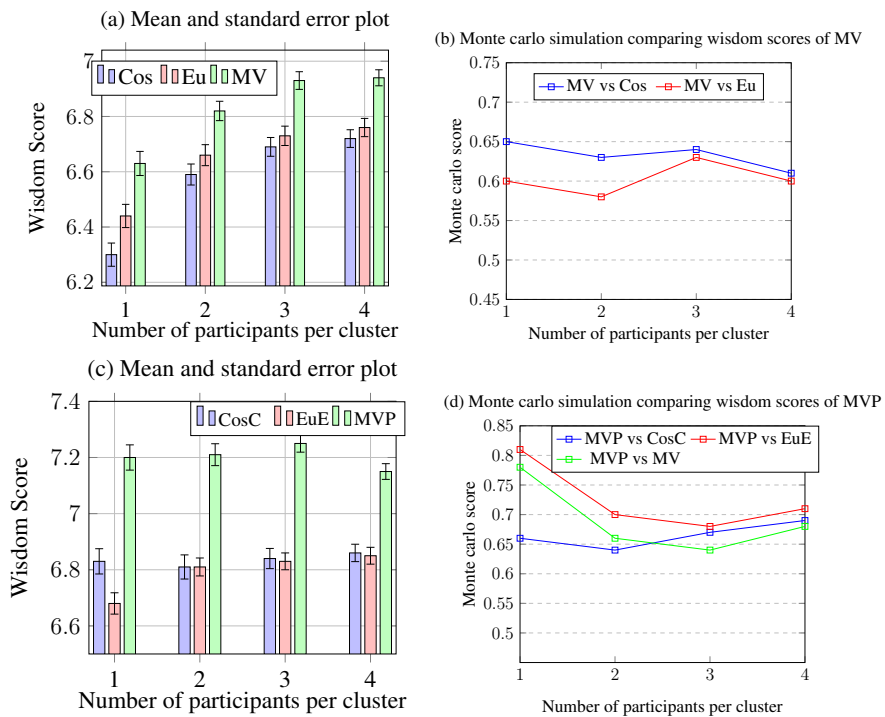 (a) Mean and standard error plot
7
6.8
6.6
6.4
6.2
Cos Eu MV
Wisdom Score
1 2 3 4
Number of participants per cluster
(b) Monte carlo simulation comparing wisdom scores of MV
0.75
0.7
0.65
0.6
0.55
0.5
0.45
MV vs Cos MV vs Eu
Monte carlo score
1 2 3 4
Number of participants per cluster
(c) Mean and standard error plot
7.4
7.2
7
6.8
6.6
CosC EuE MVP
Wisdom Score
1 2 3 4
Number of participants per cluster
(d) Monte carlo simulation comparing wisdom scores of MVP
0.85
0.8
0.75
0.7
0.65
0.6
0.55
0.5
MVP vs CosC MVP vs EuE
MVP vs MV
Monte carlo score
1 2 3 4
Number of participants per cluster